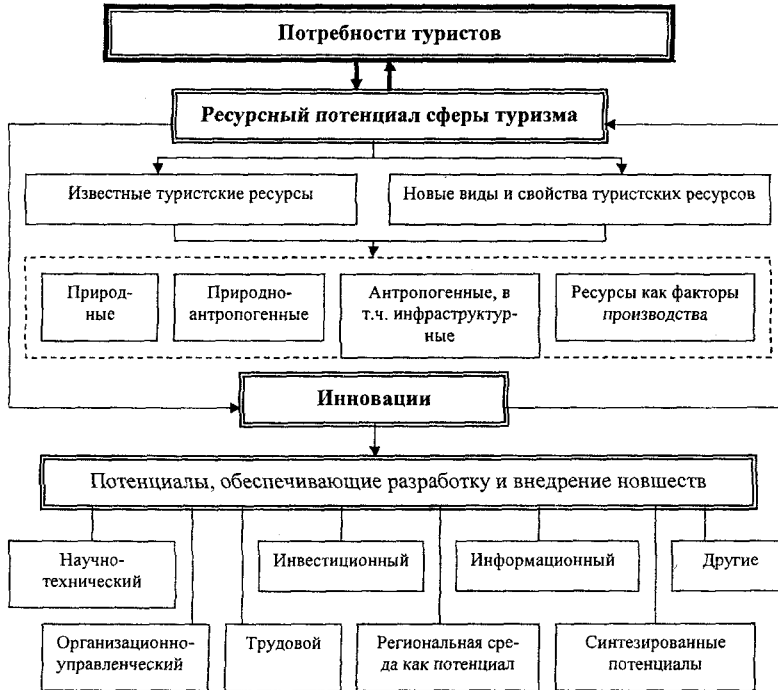 Потребности туристов
Ресурсный потенциал сферы туризма
Известные туристские ресурсы
Новые виды и свойства туристских ресурсов
Природ-
ные
Природно-
антропогенные
Антропогенные, в
т.ч. инфраструктур-
ные
Ресурсы как факторы
производства
Инновации
Потенциалы, обеспечивающие разработку и внедрение новшеств
Научно-
технический
Инвестиционный
Информационный
Другие
Организационно-
управленческий
Трудовой
Региональная сре-
да как потенциал
Синтезированные
потенциалы